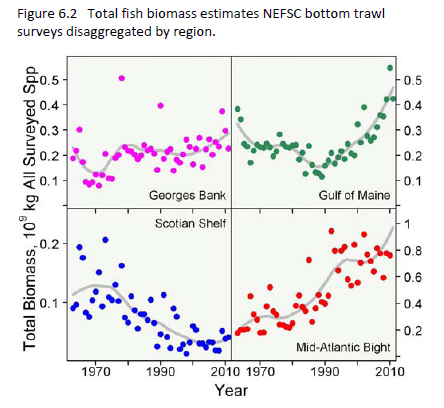 Figure 6.2   Total fish biomass estimates NEFSC bottom trawl
surveys disaggregated by region.
Total Biomass, 10⁹ kg All Surveyed Spp
0.5
0.4
0.3
0.2
0.1
Georges Bank
0.5
0.4
0.3
0.2
0.1
Gulf of Maine
Scotian Shelf
0.2
0.1
1
0.8
0.6
0.4
0.2
Mid-Atlantic Bight
1970 1990 2010 1970 1990 2010
Year